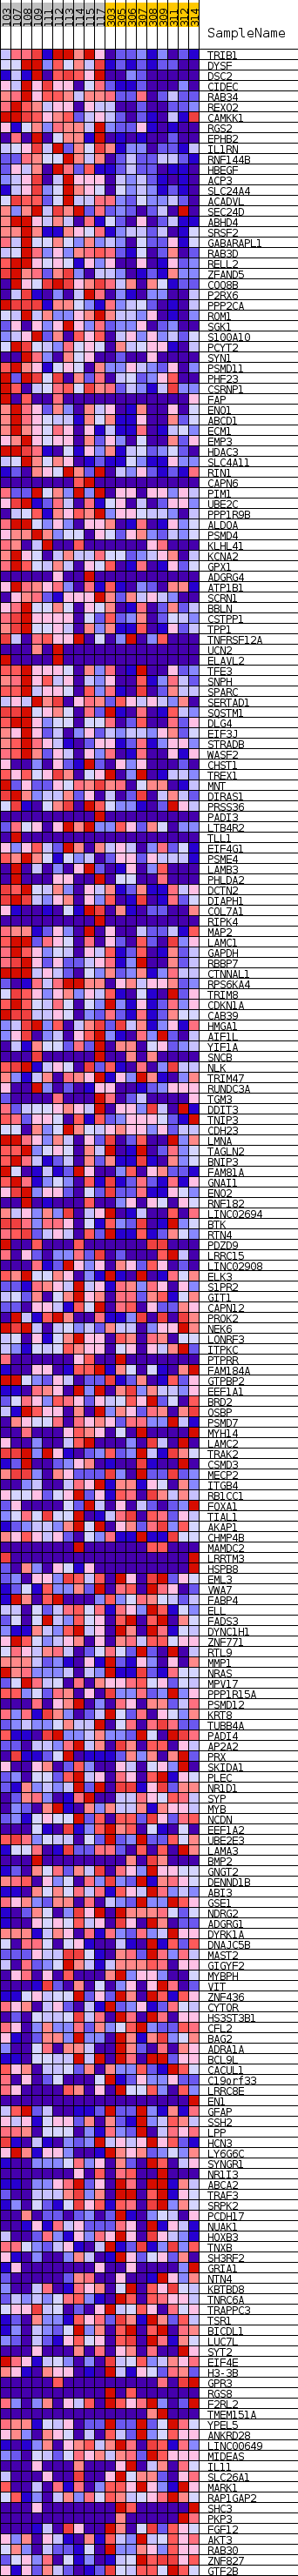 103 107 108 109 111 112 113 114 115 117 303 305 306 307 308 309 311 312 314
SampleName
TRIB1
DYSF
DSC2
CIDEC
RAB34
REXO2
CAMKK1
RGS2
EPHB2
IL1RN
RNF144B
HBEGF
ACP3
SLC24A4
ACADVL
SEC24D
ABHD4
SRSF2
GABARAPL1
RAB3D
RELL2
ZFAND5
COQ8B
P2RX6
PPP2CA
ROM1
SGK1
S100A10
PCYT2
SYN1
PSMD11
PHF23
CSRNP1
FAP
ENO1
ABCD1
ECM1
EMP3
HDAC3
SLC4A11
RIN1
CAPN6
PIM1
UBE2C
PPP1R9B
ALDOA
PSMD4
KLHL41
KCNA2
GPX1
ADGRG4
ATP1B1
SCRN1
BBLN
CSTPP1
TPP1
TNFRSF12A
UCN2
ELAVL2
TFE3
SNPH
SPARC
SERTAD1
SQSTM1
DLG4
EIF3J
STRADB
WASF2
CHST1
TREX1
MNT
DIRAS1
PRSS36
PADI3
LTB4R2
TLL1
EIF4G1
PSME4
LAMB3
PHLDA2
DCTN2
DIAPH1
COL7A1
RIPK4
MAP2
LAMC1
GAPDH
RBBP7
CTNNAL1
RPS6KA4
TRIM8
CDKN1A
CAB39
HMGA1
AIF1L
YIF1A
SNCB
NLK
TRIM47
RUNDC3A
TGM3
DDIT3
TNIP3
CDH23
LMNA
TAGLN2
BNIP3
FAM81A
GNAI1
ENO2
RNF182
LINC02694
BTK
RTN4
PDZD9
LRRC15
LINC02908
ELK3
S1PR2
GIT1
CAPN12
PROK2
NEK6
LONRF3
ITPKC
PTPRR
FAM184A
GTPBP2
EEF1A1
BRD2
OSBP
PSMD7
MYH14
LAMC2
TRAK2
CSMD3
MECP2
ITGB4
RB1CC1
FOXA1
TIAL1
AKAP1
CHMP4B
MAMDC2
LRRTM3
HSPB8
EML3
VWA7
FABP4
ELL
FADS3
DYNC1H1
ZNF771
RTL9
MMP1
NRAS
MPV17
PPP1R15A
PSMD12
KRT8
TUBB4A
PADI4
AP2A2
PRX
SKIDA1
PLEC
NR1D1
SYP
MYB
NCDN
EEF1A2
UBE2E3
LAMA3
BMP2
GNGT2
DENND1B
ABI3
GSE1
NDRG2
ADGRG1
DYRK1A
DNAJC5B
MAST2
GIGYF2
MYBPH
VIT
ZNF436
CYTOR
HS3ST3B1
CFL2
BAG2
ADRA1A
BCL9L
CACUL1
C19orf33
LRRC8E
EN1
GFAP
SSH2
LPP
HCN3
LY6G6C
SYNGR1
NR1I3
ABCA2
TRAF3
SRPK2
PCDH17
NUAK1
HOXB3
TNXB
SH3RF2
GRIA1
NTN4
KBTBD8
TNRC6A
TRAPPC3
TSR1
BICDL1
LUC7L
SYT2
EIF4E
H3-3B
GPR3
RGS8
F2RL2
TMEM151A
YPEL5
ANKRD28
LINC00649
MIDEAS
IL11
SLC26A1
MARK1
RAP1GAP2
SHC3
PKP3
FGF12
AKT3
RAB30
ZNF827
GTF2B